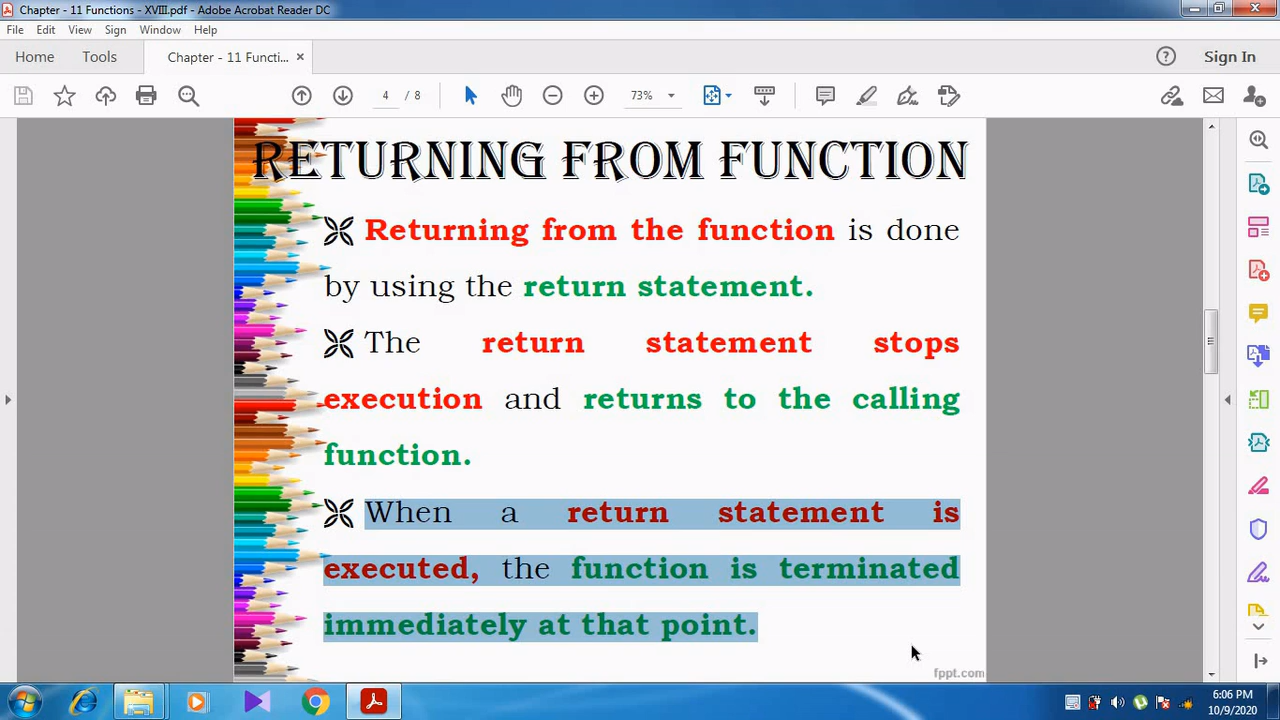 Chapter - 11 Functions - XVIII.pdf - Adobe Acrobat Reader DC
File Edit View Sign Window Help
Home Tools Chapter - 11 Functi... × Sign In
4 / 8 73%
RETURNING FROM FUNCTION
Returning from the function is done
by using the return statement.
The return statement stops
execution and returns to the calling
function.
When a return statement is
executed, the function is terminated
immediately at that point.
fppt.com
6:06 PM
10/9/2020